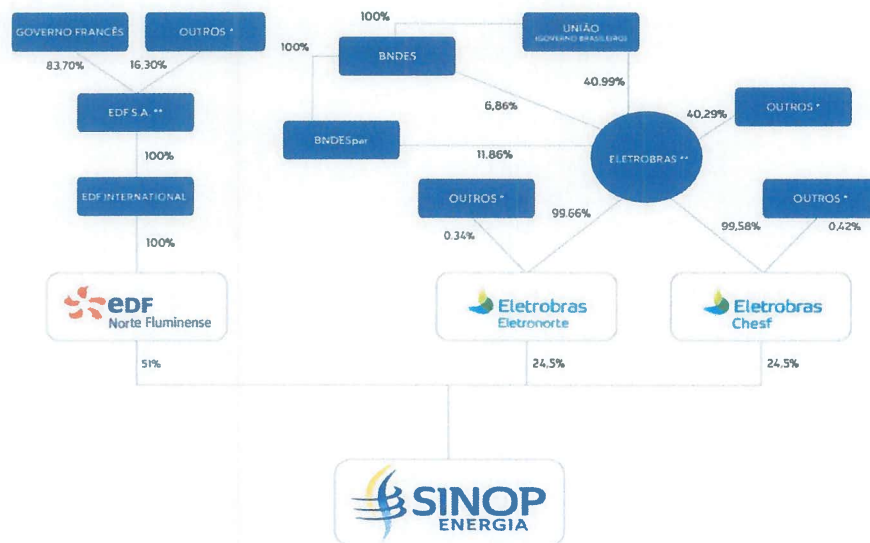 GOVERNO FRANCÊS
OUTROS *
83,70%
16,30%
EDF S.A. **
100%
EDF INTERNATIONAL
100%
eDF
Norte Fluminense
51%
100%
UNIÃO
(GOVERNO BRASILEIRO)
100%
BNDES
40.99%
6,86%
OUTROS *
40,29%
BNDESpar
11.86%
ELETROBRAS **
OUTROS *
99.66%
0.34%
OUTROS *
99,58%
0,42%
Eletrobras
Eletronorte
24,5%
Eletrobras
Chesf
24,5%
SINOP
ENERGIA